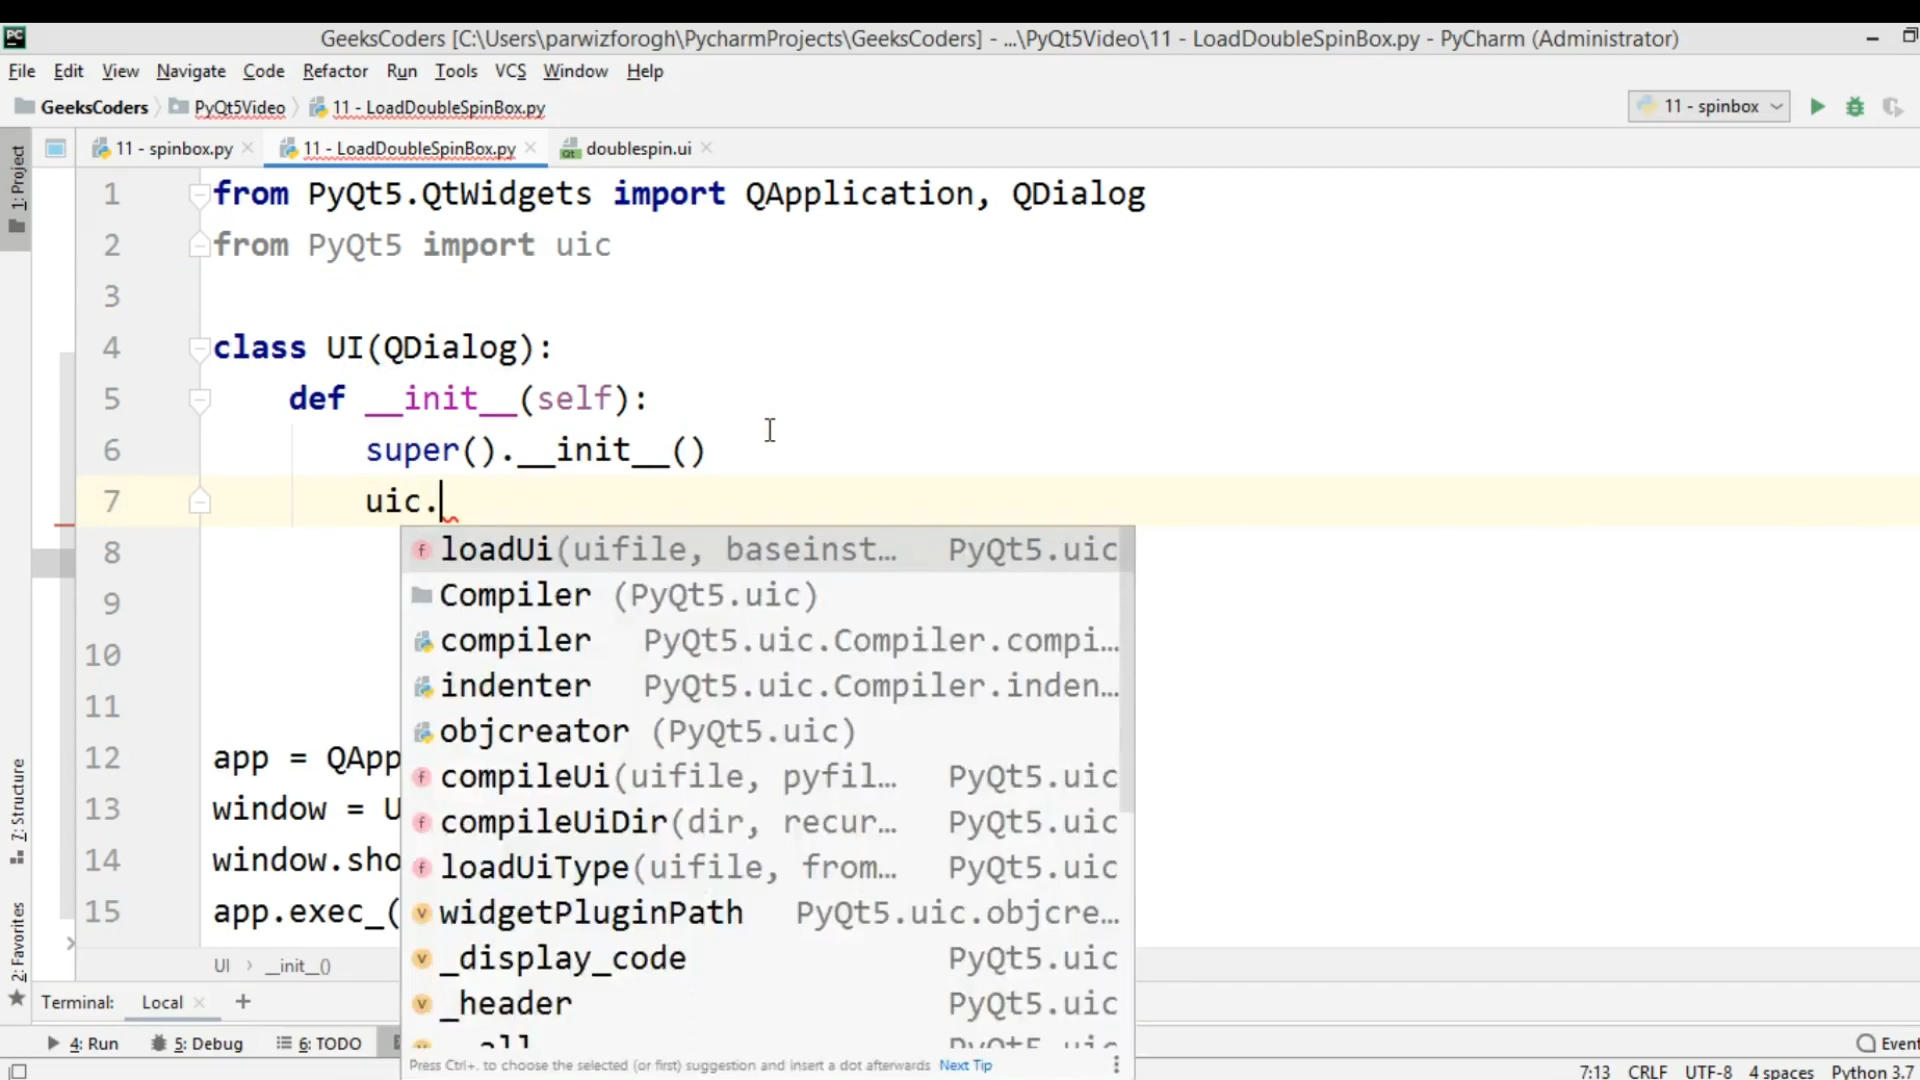 PC GeeksCoders [C:\Users\parwizforogh\PycharmProjects\GeeksCoders] - ...\PyQt5Video\11 - LoadDoubleSpinBox.py - PyCharm (Administrator)
File Edit View Navigate Code Refactor Run Tools VCS Window Help
GeeksCoders PyQt5Video 11 - LoadDoubleSpinBox.py 11 - spinbox
11 - spinbox.py 11 - LoadDoubleSpinBox.py Qt doublespin.ui
1: Project
1 from PyQt5.QtWidgets import QApplication, QDialog
2 from PyQt5 import uic
3
4 class UI(QDialog):
5 def __init__(self):
6 super().__init__()
7 uic.
8 loadUi(uifile, baseinst… PyQt5.uic
9 Compiler (PyQt5.uic)
compiler PyQt5.uic.Compiler.compi…
10 indenter PyQt5.uic.Compiler.inden…
11 objcreator (PyQt5.uic)
12 app = QApp
compileUi(uifile, pyfil… PyQt5.uic
13 window = U
compileUiDir(dir, recur… PyQt5.uic
14 window.sho
loadUiType(uifile, from… PyQt5.uic
15 app.exec_(
widgetPluginPath PyQt5.uic.objcre…
_display_code PyQt5.uic
_header PyQt5.uic
7: Structure
2: Favorites
UI › __init__()
Terminal: Local +
4: Run 5: Debug 6: TODO Event
Press Ctrl+. to choose the selected (or first) suggestion and insert a dot afterwards Next Tip
7:13 CRLF UTF-8 4 spaces Python 3.7